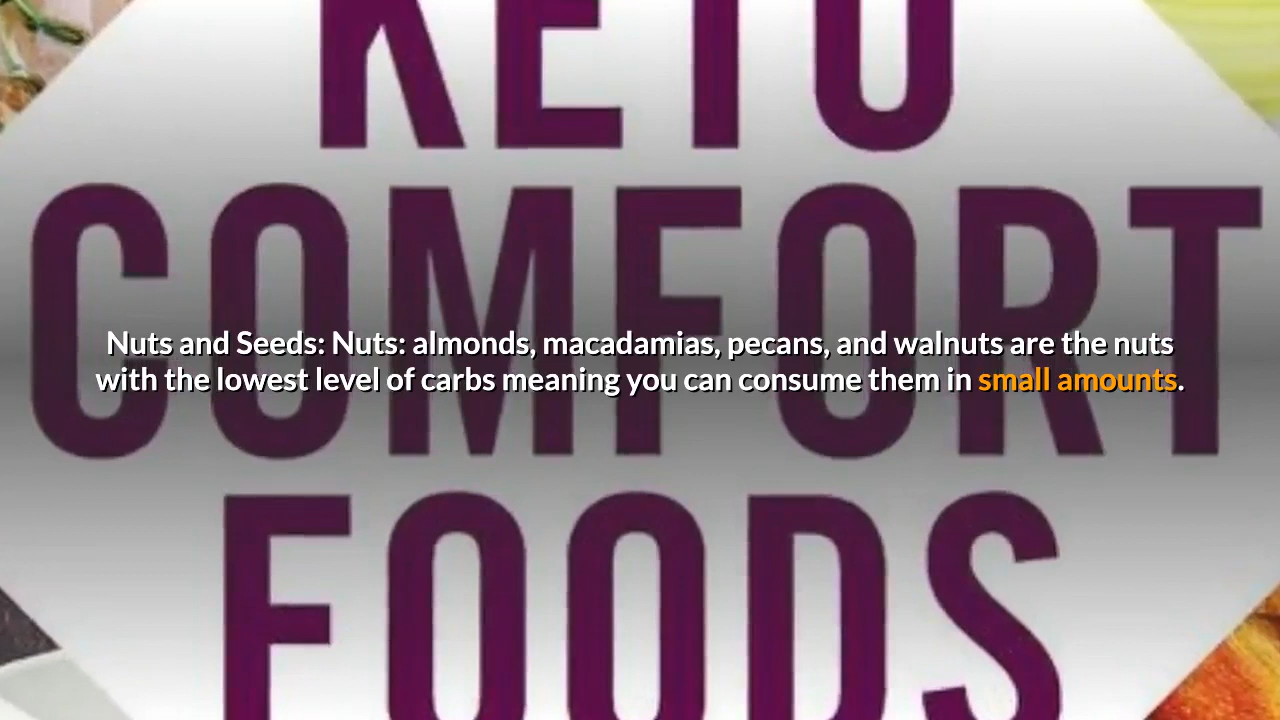 KETO
COMFORT
Nuts and Seeds: Nuts: almonds, macadamias, pecans, and walnuts are the nuts
with the lowest level of carbs meaning you can consume them in small amounts.
FOODS